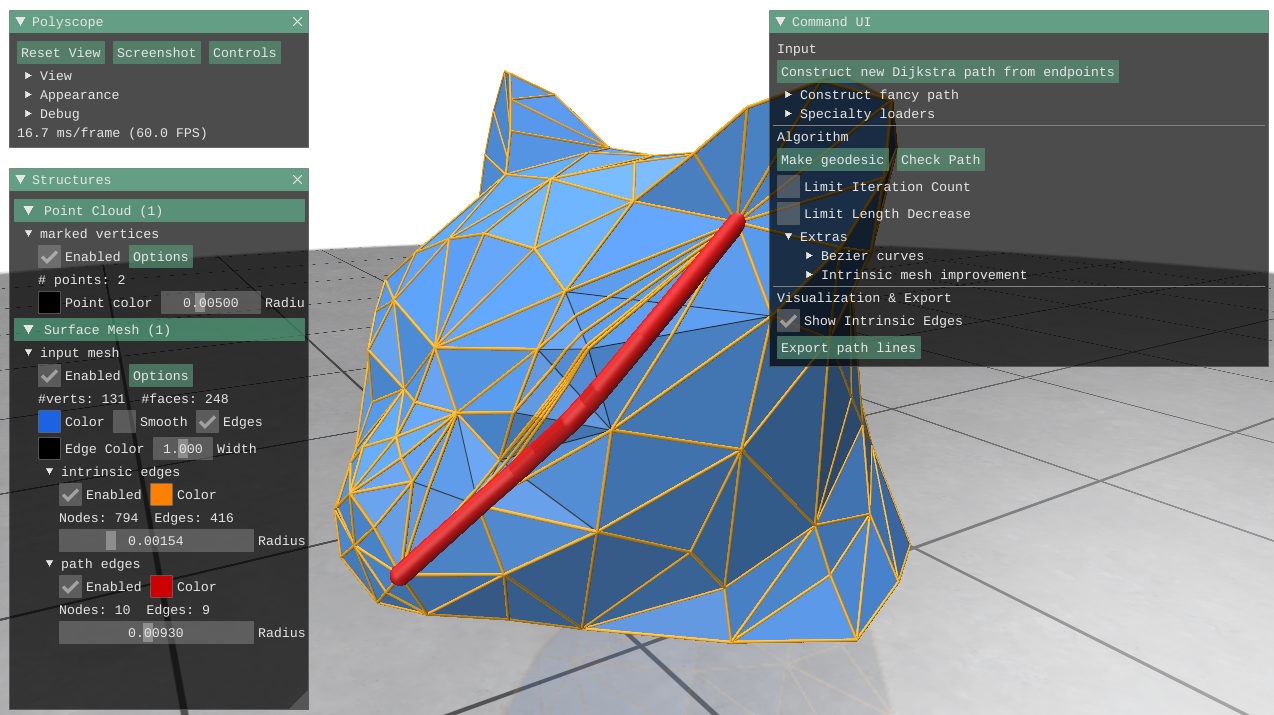 Polyscope
Reset View Screenshot Controls
View
Appearance
Debug
16.7 ms/frame (60.0 FPS)
Structures
Point Cloud (1)
marked vertices
Enabled Options
# points: 2
Point color 0.00500 Radiu
Surface Mesh (1)
input mesh
Enabled Options
#verts: 131 #faces: 248
Color Smooth Edges
Edge Color 1.000 Width
intrinsic edges
Enabled Color
Nodes: 794 Edges: 416
0.00154 Radius
path edges
Enabled Color
Nodes: 10 Edges: 9
0.00930 Radius
Command UI
Input
Construct new Dijkstra path from endpoints
Construct fancy path
Specialty loaders
Algorithm
Make geodesic Check Path
Limit Iteration Count
Limit Length Decrease
Extras
Bezier curves
Intrinsic mesh improvement
Visualization & Export
Show Intrinsic Edges
Export path lines